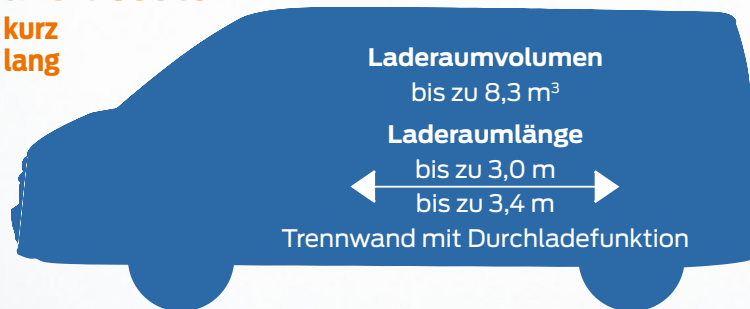 kurz
lang
Laderaumvolumen
bis zu 8,3 m³
Laderaumlänge
bis zu 3,0 m
bis zu 3,4 m
Trennwand mit Durchladefunktion